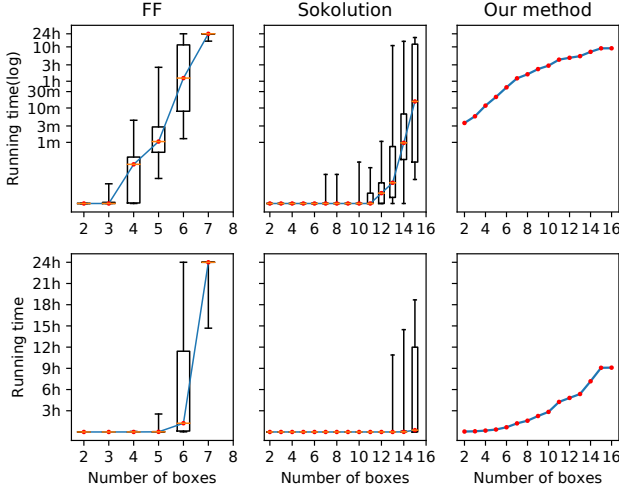 FF Sokolution Our method
Running time(log)
24h
10h
3h
1h
30m
10m
3m
1m
2 3 4 5 6 7 8
2 4 6 8 10 12 14 16
2 4 6 8 10 12 14 16
Running time
24h
21h
18h
15h
12h
9h
6h
3h
2 3 4 5 6 7 8
2 4 6 8 10 12 14 16
2 4 6 8 10 12 14 16
Number of boxes Number of boxes Number of boxes